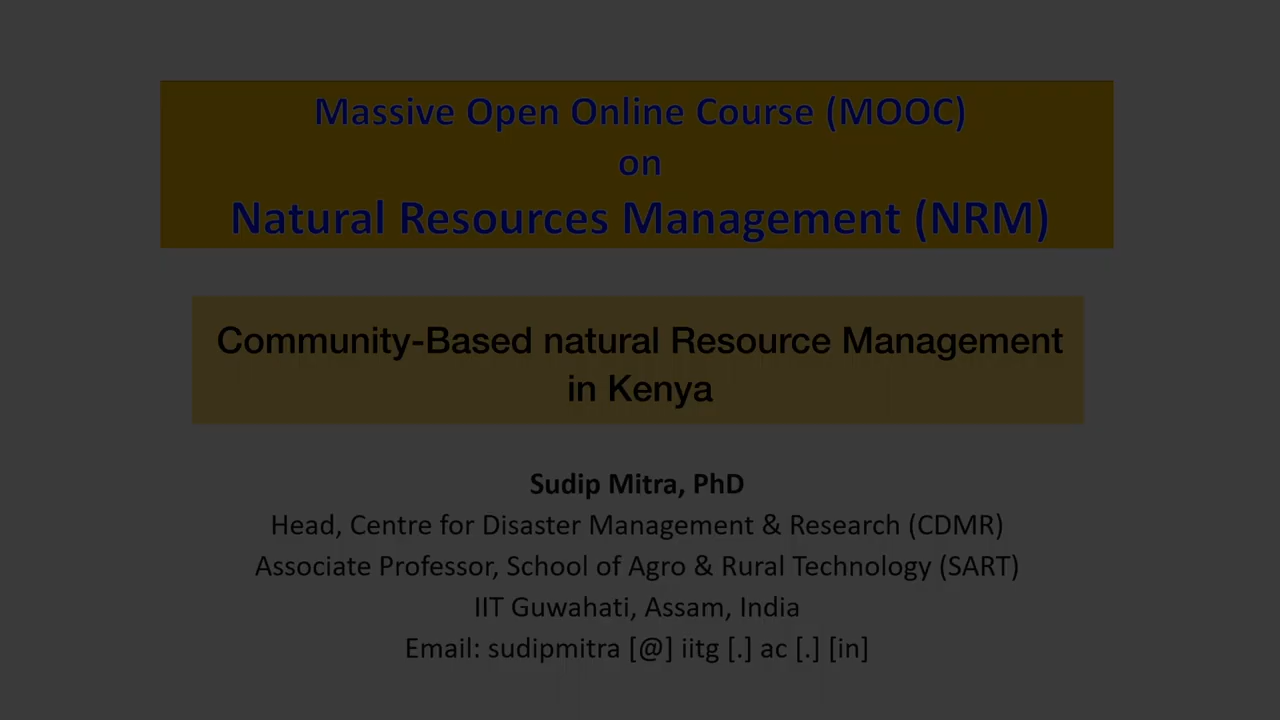 Massive Open Online Course (MOOC)
on
Natural Resources Management (NRM)
Community-Based natural Resource Management
in Kenya
Sudip Mitra, PhD
Head, Centre for Disaster Management & Research (CDMR)
Associate Professor, School of Agro & Rural Technology (SART)
IIT Guwahati, Assam, India
Email: sudipmitra [@] iitg [.] ac [.] [in]